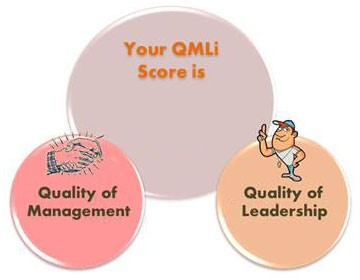 Your QMLi
Score is
Quality of
Management
Quality of
Leadership